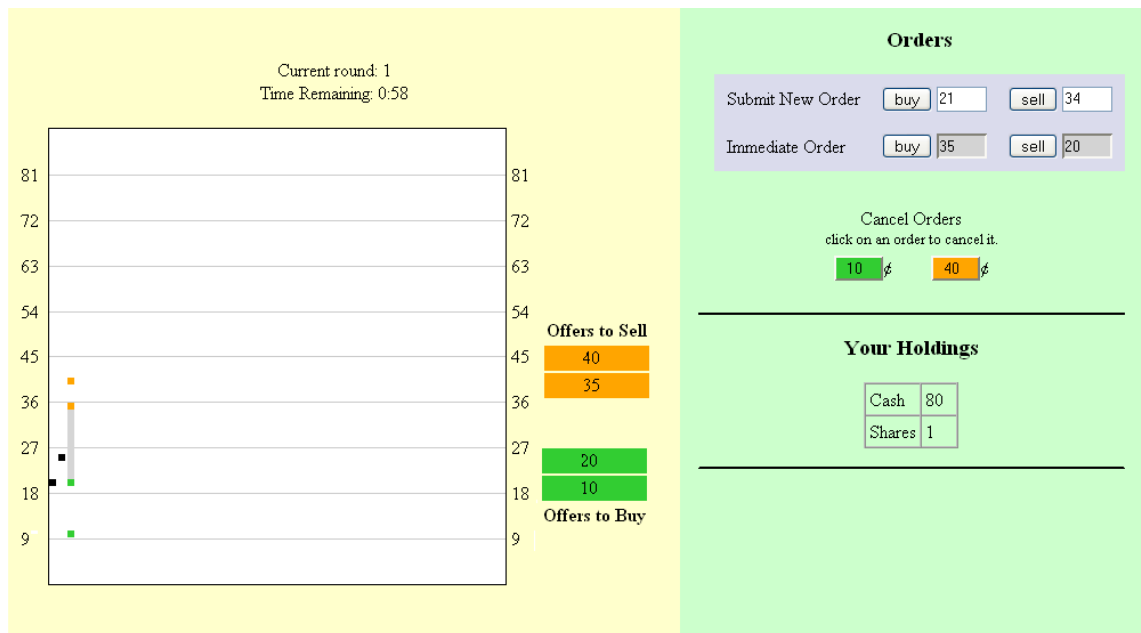 Current round: 1
Time Remaining: 0:58
81 81
72 72
63 63
54 54
45 45
36 36
27 27
18 18
9 9
Offers to Sell
40
35
20
10
Offers to Buy
Orders
Submit New Order buy 21 sell 34
Immediate Order buy 35 sell 20
Cancel Orders
click on an order to cancel it.
10 ¢ 40 ¢
Your Holdings
Cash 80
Shares 1